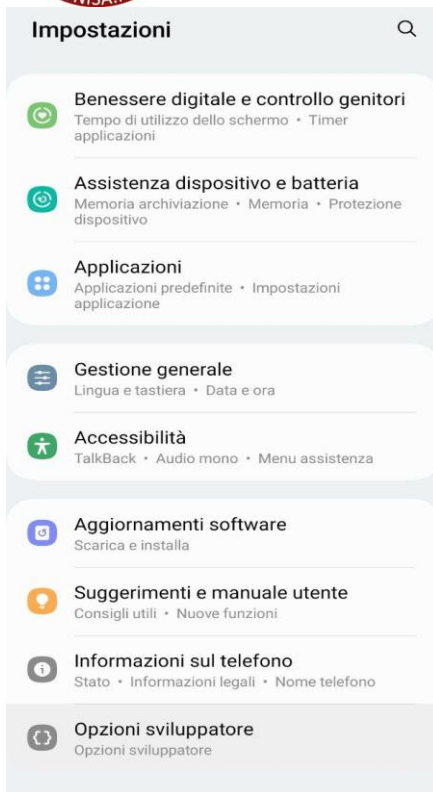 Impostazioni
Benessere digitale e controllo genitori
Tempo di utilizzo dello schermo • Timer
applicazioni
Assistenza dispositivo e batteria
Memoria archiviazione • Memoria • Protezione
dispositivo
Applicazioni
Applicazioni predefinite • Impostazioni
applicazione
Gestione generale
Lingua e tastiera • Data e ora
Accessibilità
TalkBack • Audio mono • Menu assistenza
Aggiornamenti software
Scarica e installa
Suggerimenti e manuale utente
Consigli utili • Nuove funzioni
Informazioni sul telefono
Stato • Informazioni legali • Nome telefono
Opzioni sviluppatore
Opzioni sviluppatore